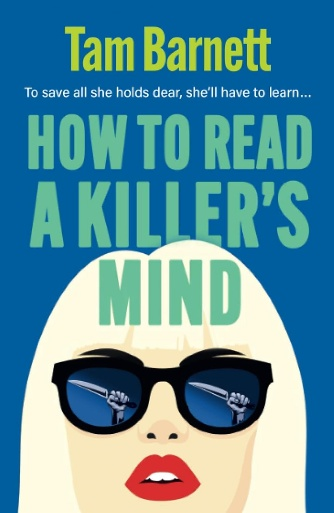 Tam Barnett
To save all she holds dear, she'll have to learn...
HOW TO READ
A KILLER'S
MIND